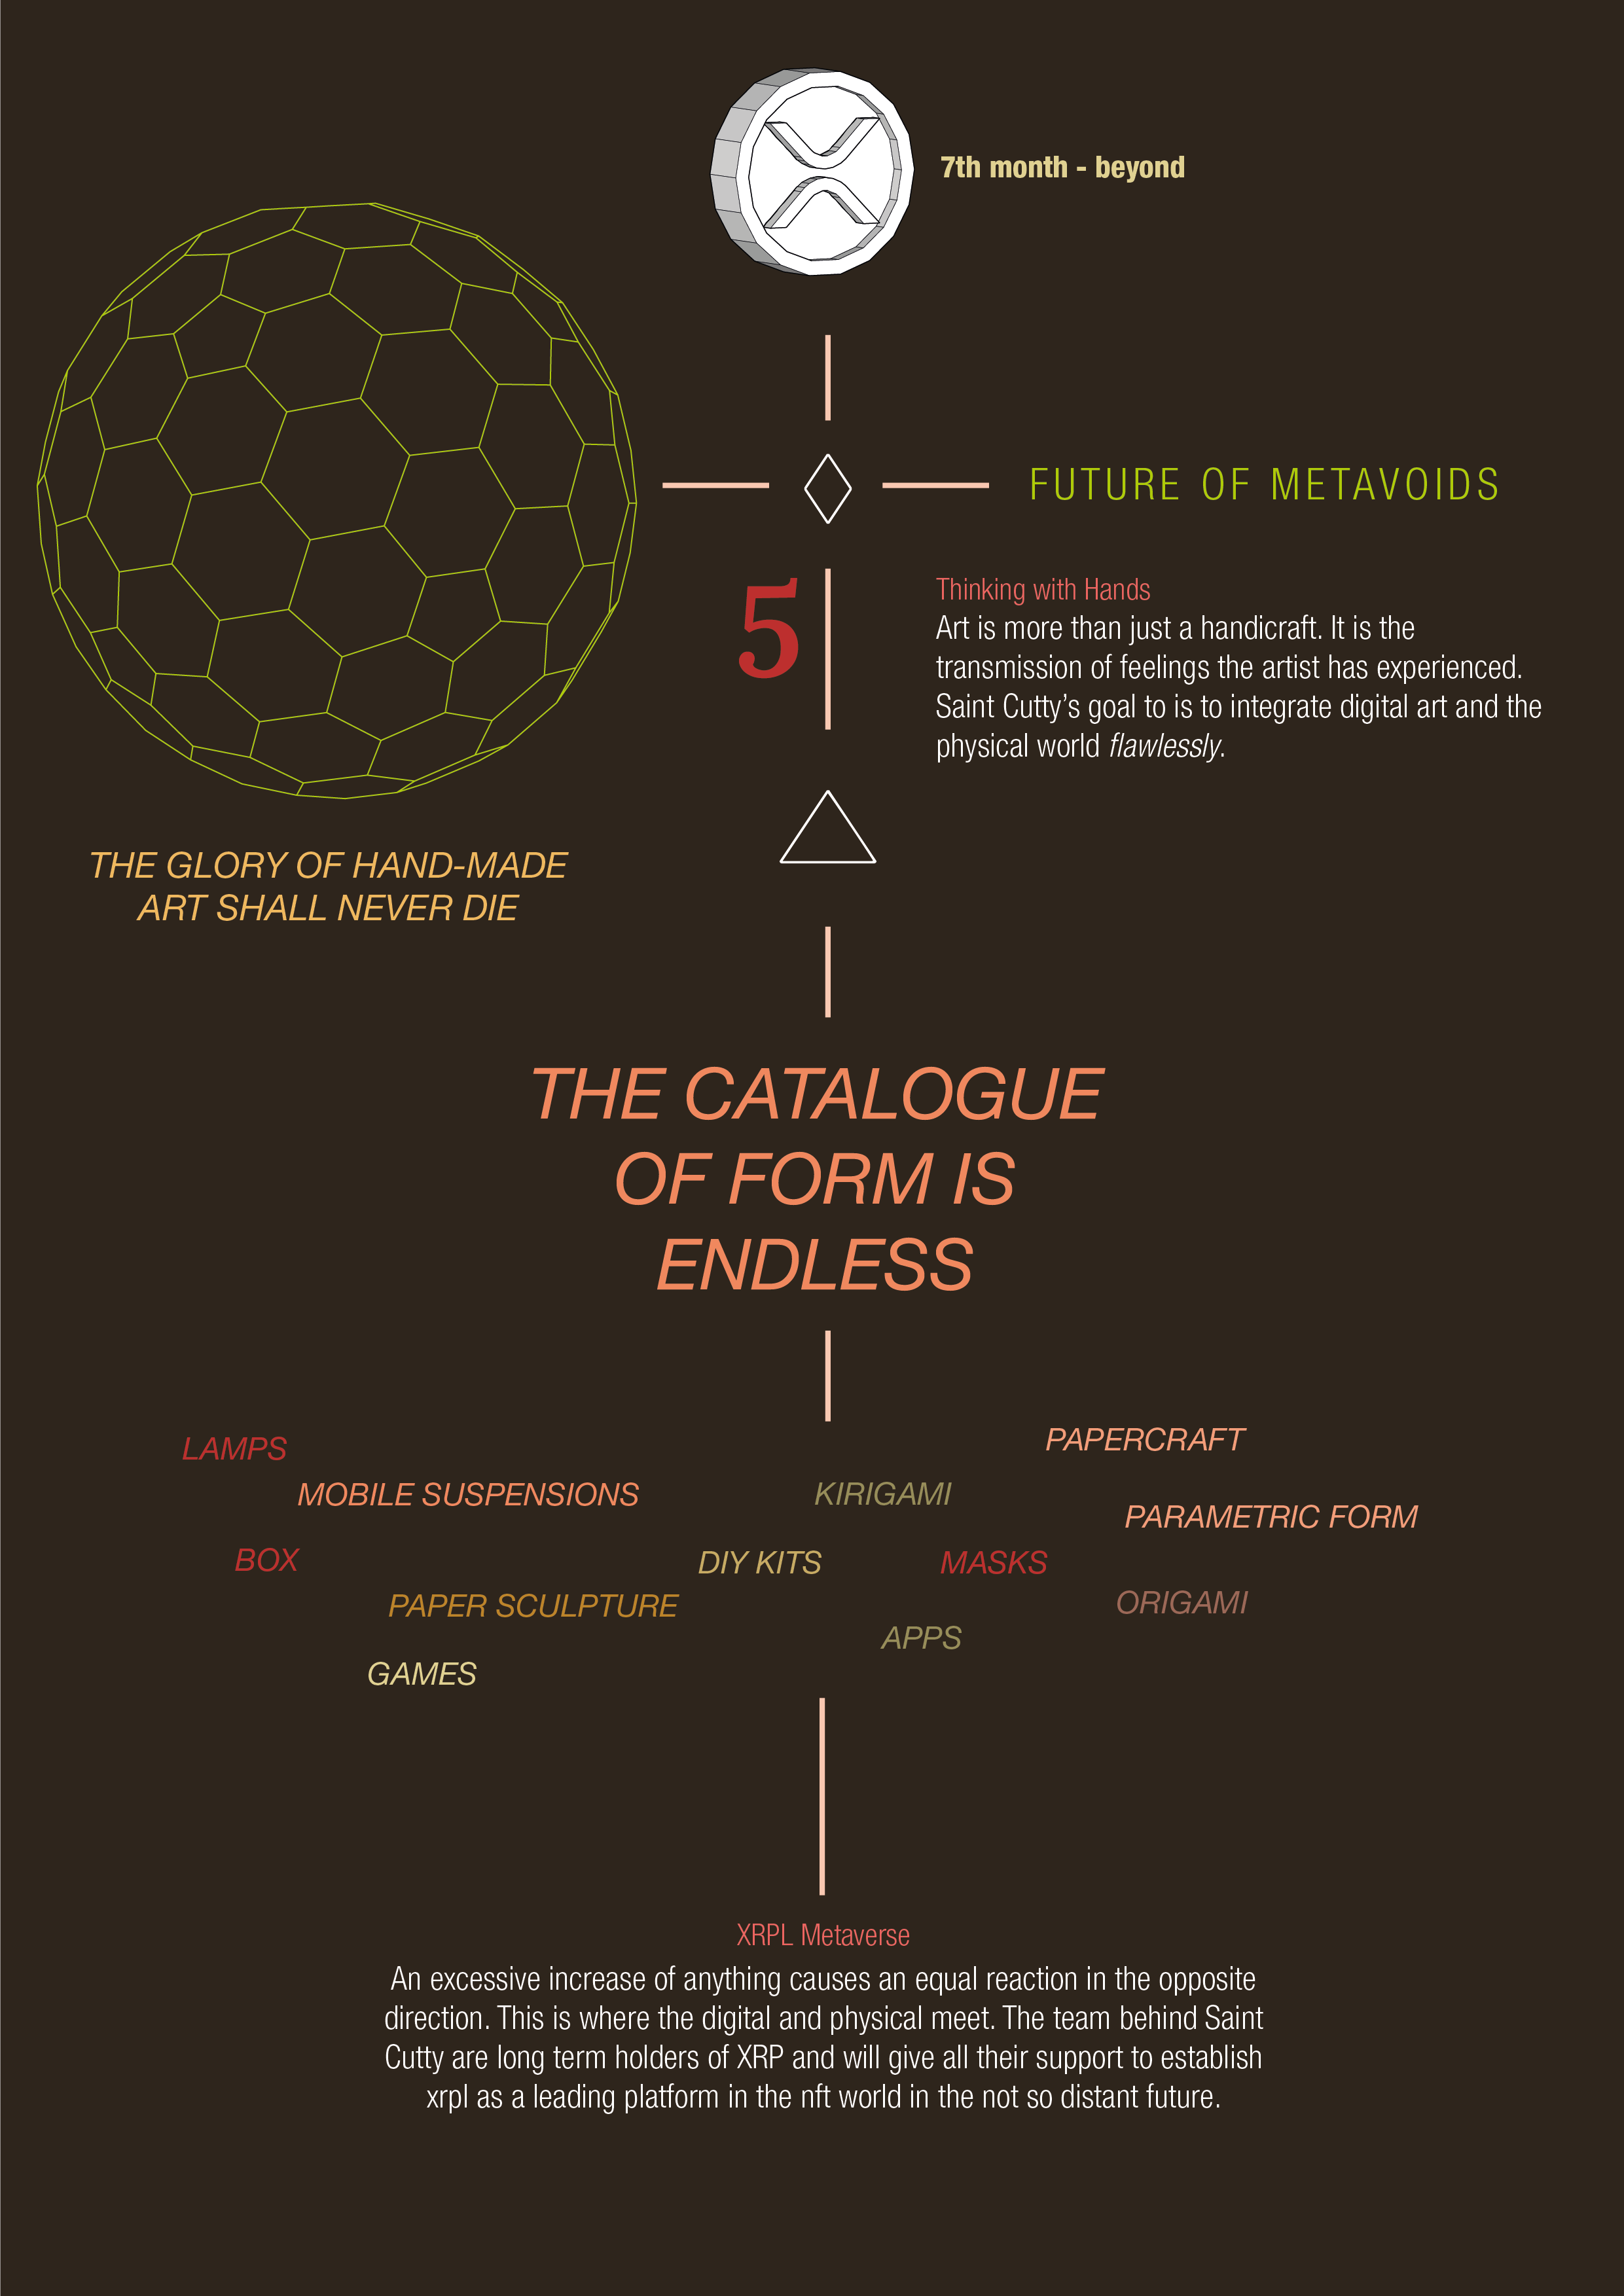 7th month - beyond
FUTURE OF METAVOIDS
5
Thinking with Hands
Art is more than just a handicraft. It is the
transmission of feelings the artist has experienced.
Saint Cutty’s goal to is to integrate digital art and the
physical world flawlessly.
THE GLORY OF HAND-MADE
ART SHALL NEVER DIE
THE CATALOGUE
OF FORM IS
ENDLESS
LAMPS
PAPERCRAFT
MOBILE SUSPENSIONS
KIRIGAMI
PARAMETRIC FORM
BOX
DIY KITS
MASKS
PAPER SCULPTURE
ORIGAMI
APPS
GAMES
XRPL Metaverse
An excessive increase of anything causes an equal reaction in the opposite
direction. This is where the digital and physical meet. The team behind Saint
Cutty are long term holders of XRP and will give all their support to establish
xrpl as a leading platform in the nft world in the not so distant future.